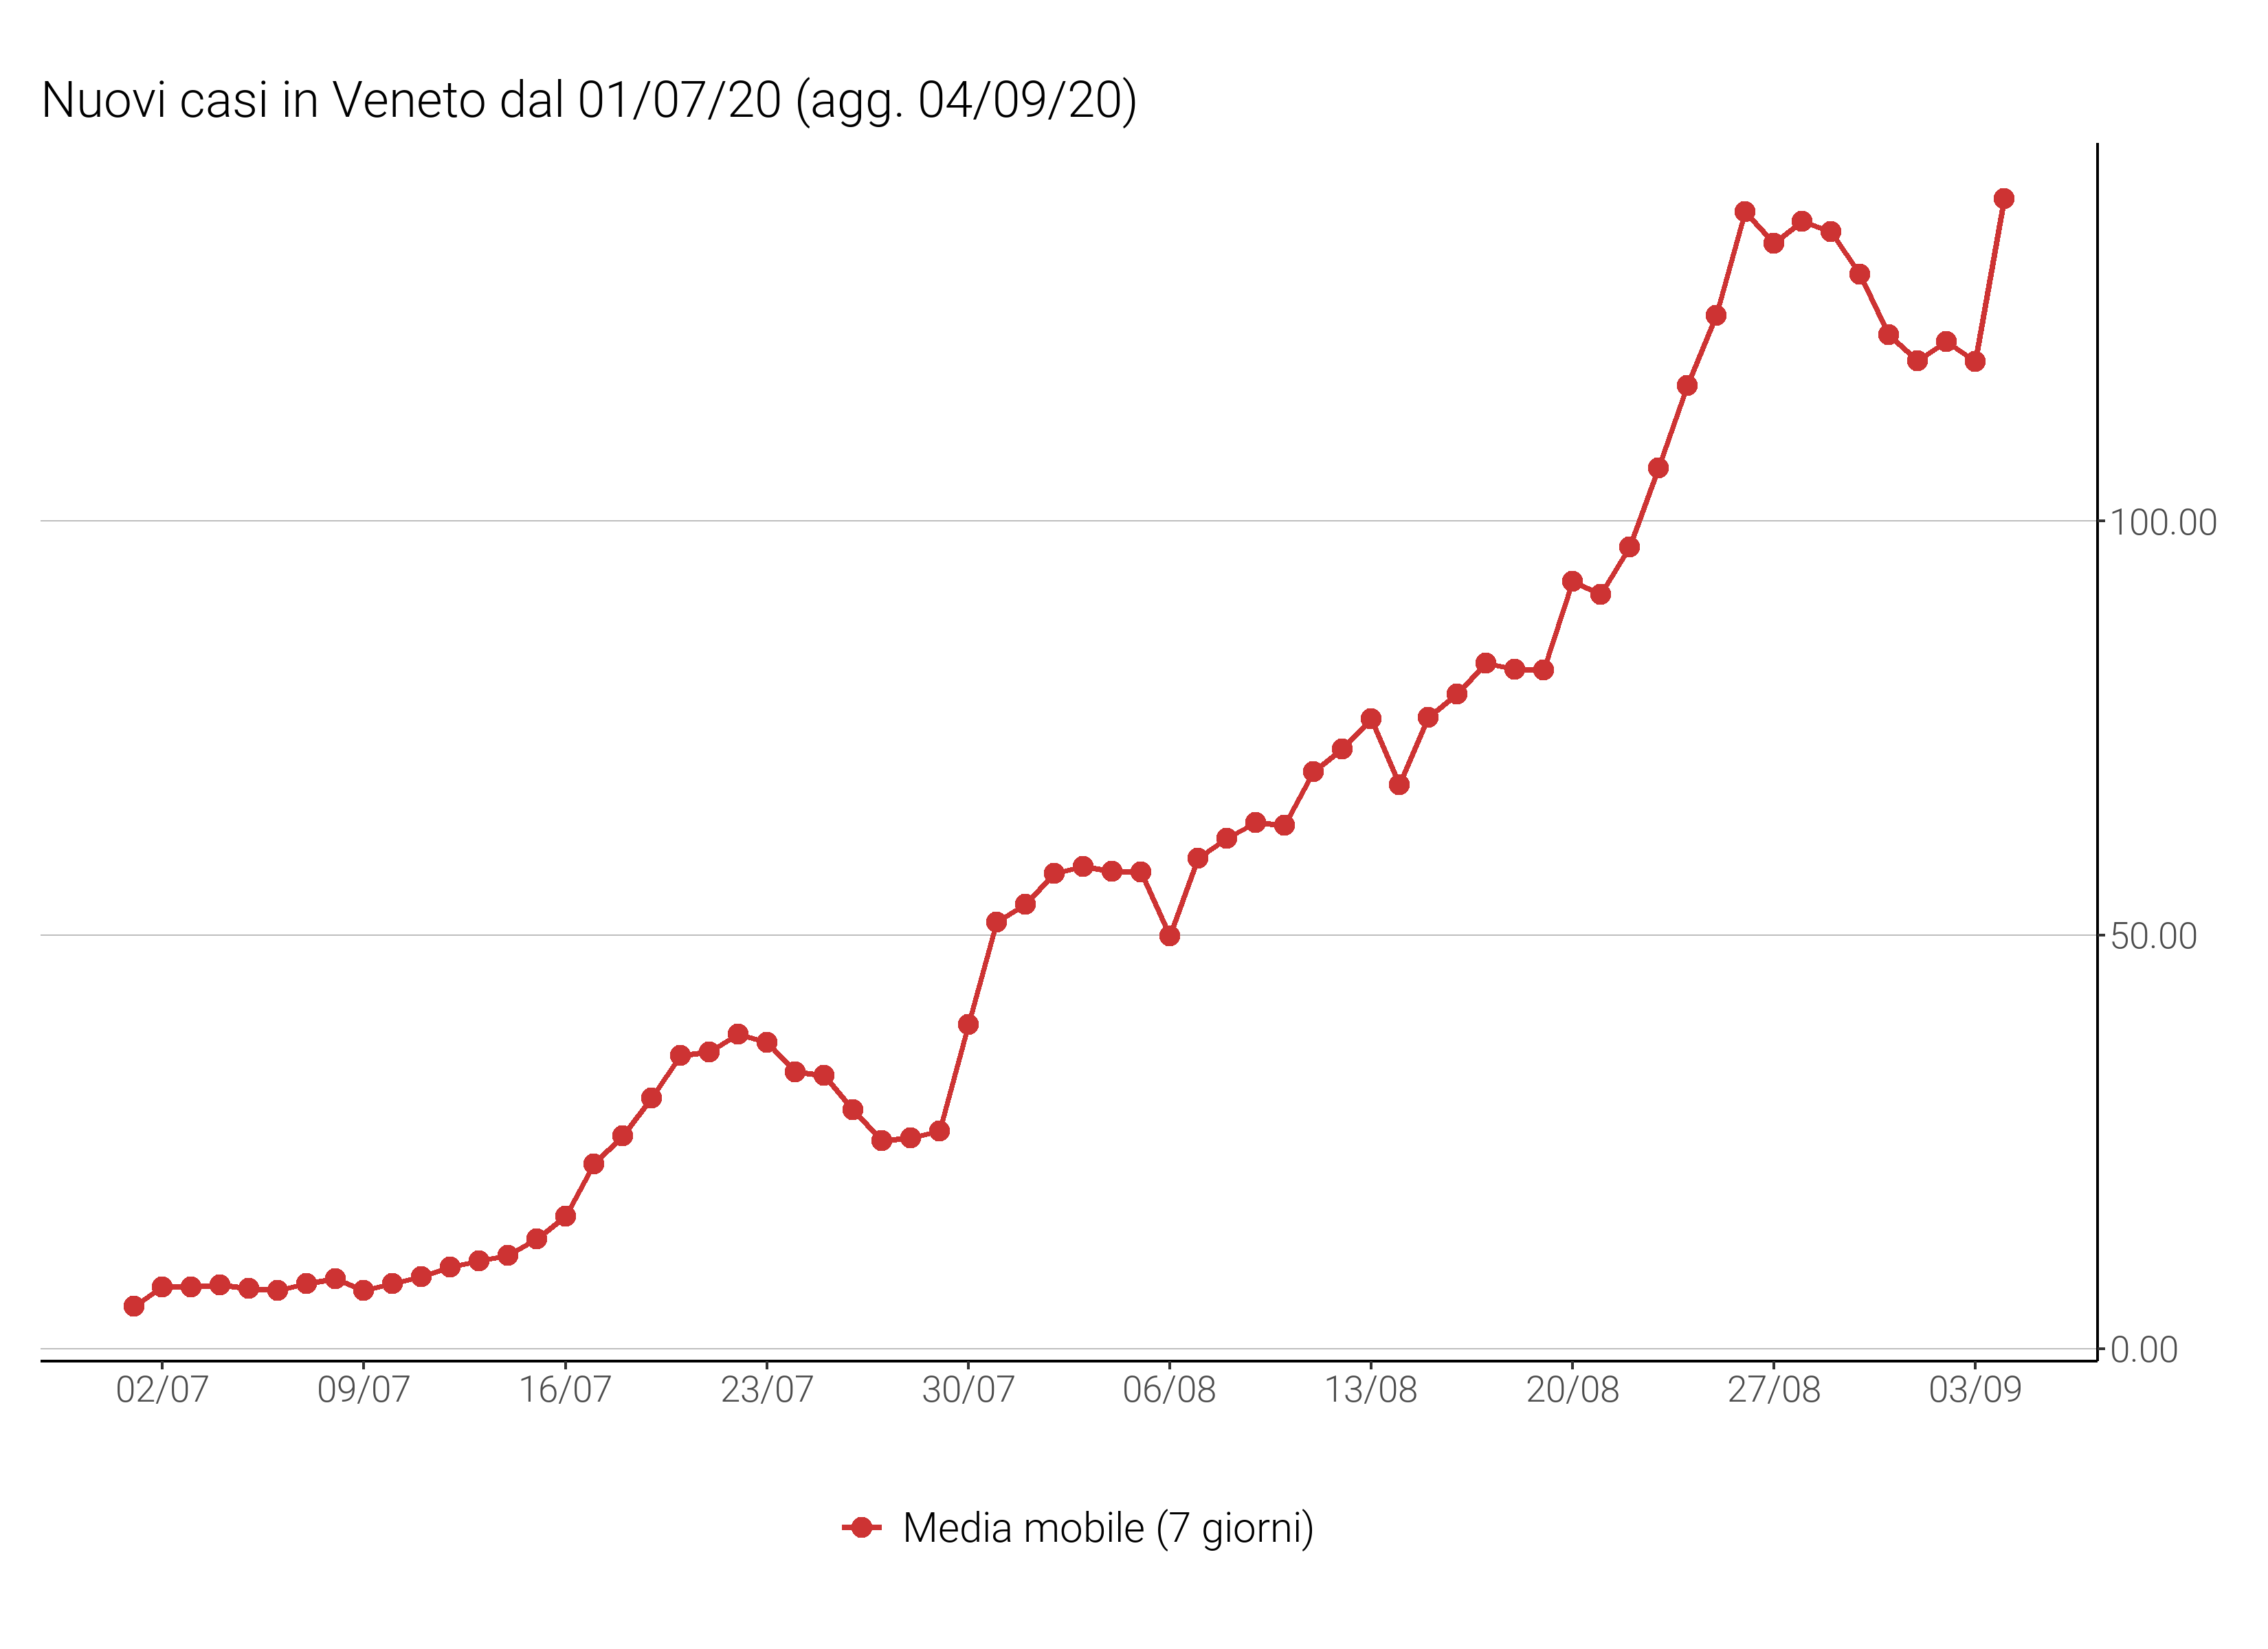 Nuovi casi in Veneto dal 01/07/20 (agg. 04/09/20)
100.00
50.00
0.00
02/07 09/07 16/07 23/07 30/07 06/08 13/08 20/08 27/08 03/09
Media mobile (7 giorni)